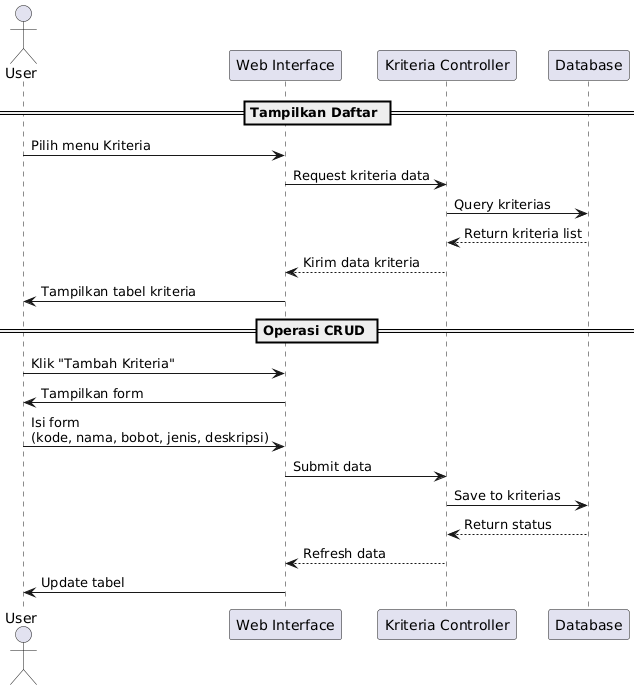 User
Web Interface
Kriteria Controller
Database
Tampilkan Daftar
Pilih menu Kriteria
Request kriteria data
Query kriterias
Return kriteria list
Kirim data kriteria
Tampilkan tabel kriteria
Operasi CRUD
Klik "Tambah Kriteria"
Tampilkan form
Isi form
(kode, nama, bobot, jenis, deskripsi)
Submit data
Save to kriterias
Return status
Refresh data
Update tabel
User
Web Interface
Kriteria Controller
Database